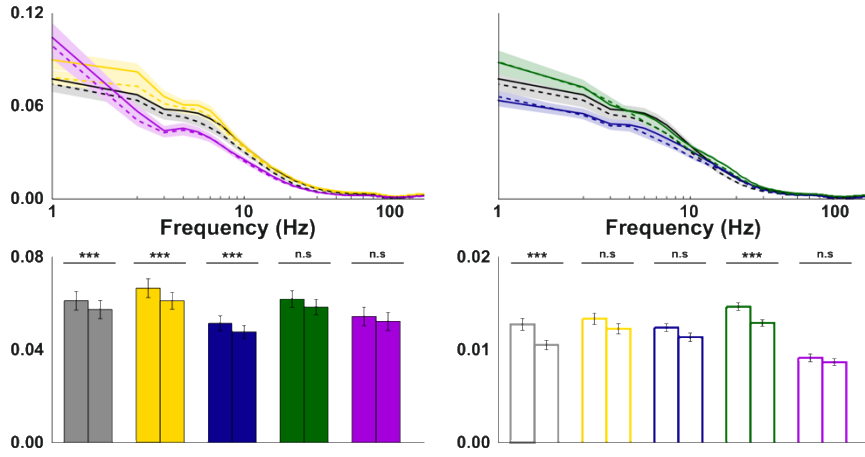 0.12
0.06
0.00
1 10 100
Frequency (Hz)
1 10 100
Frequency (Hz)
0.08
0.04
0.00
*** *** *** n.s n.s
0.02
0.01
0.00
*** n.s n.s *** n.s